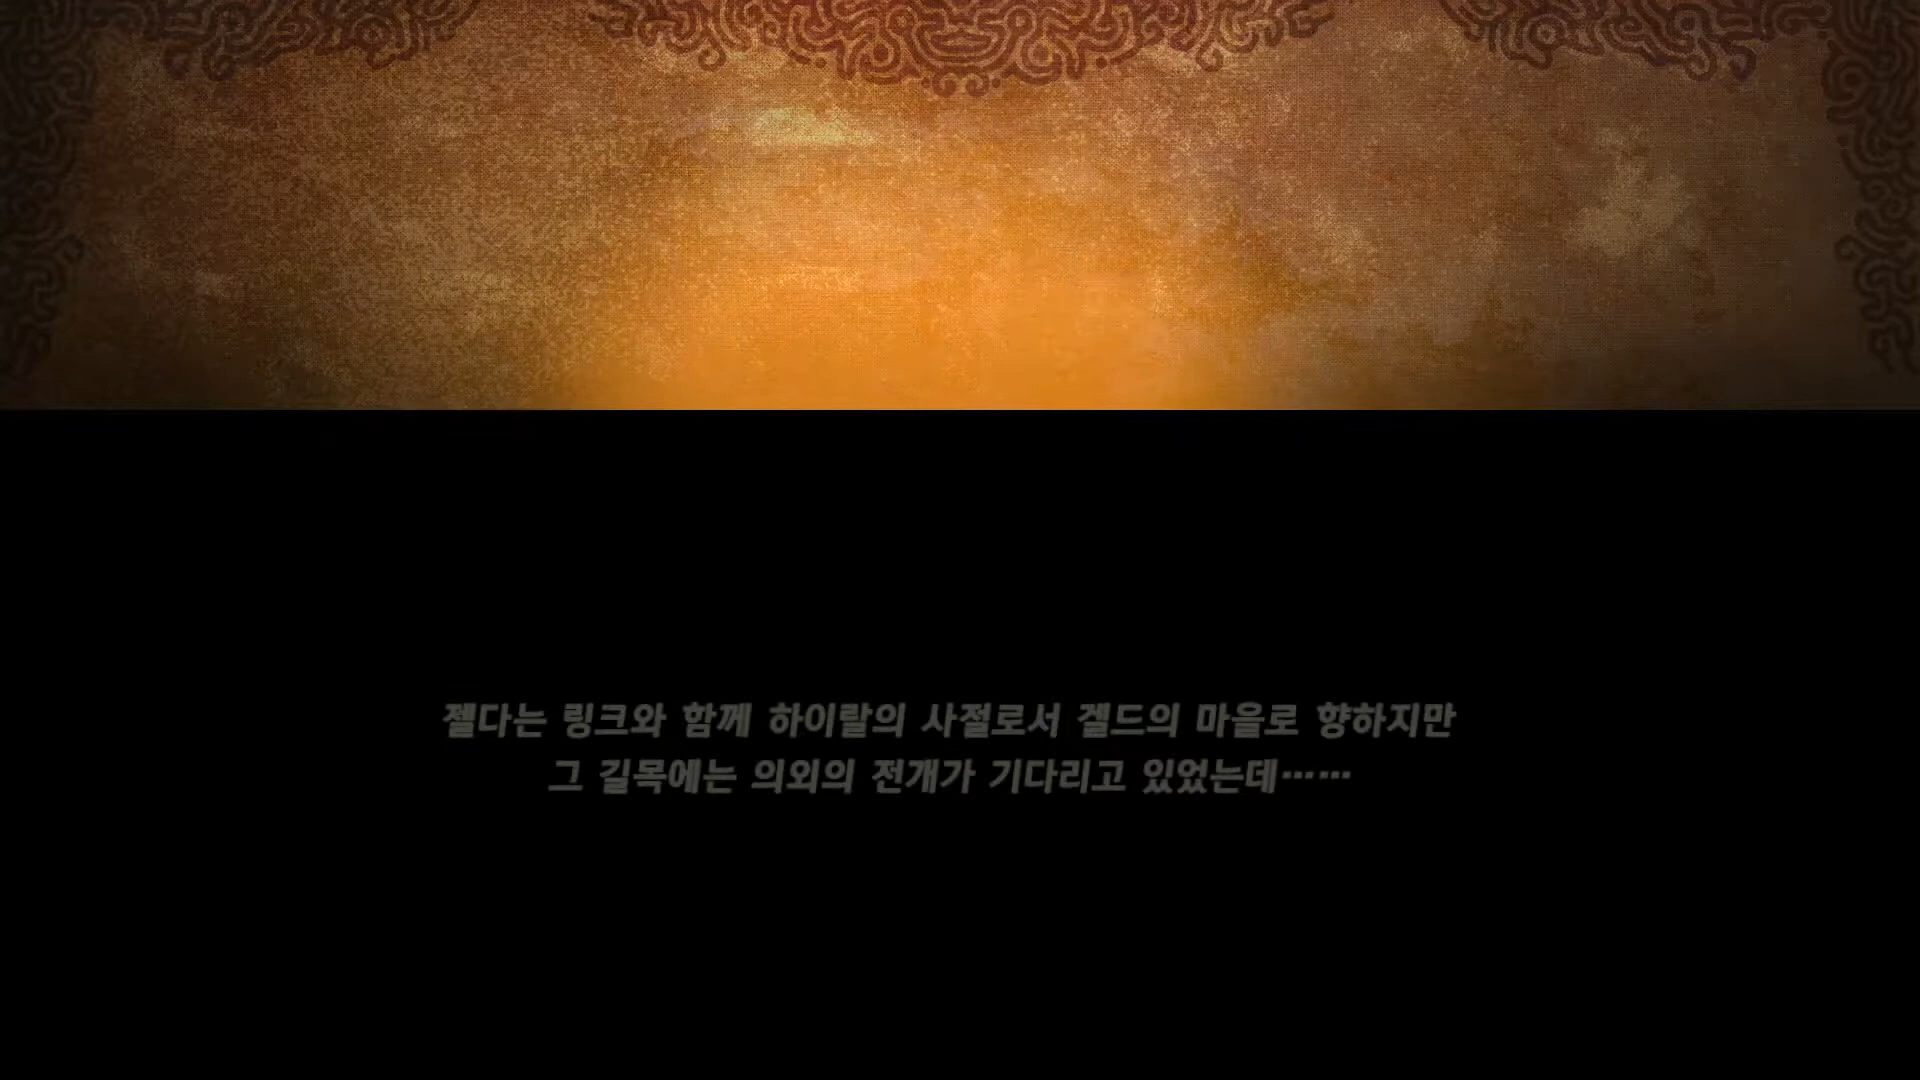 젤다는 링크와 함께 하이랄의 사절로서 겔드의 마을로 향하지만
그 길목에는 의외의 전개가 기다리고 있었는데……